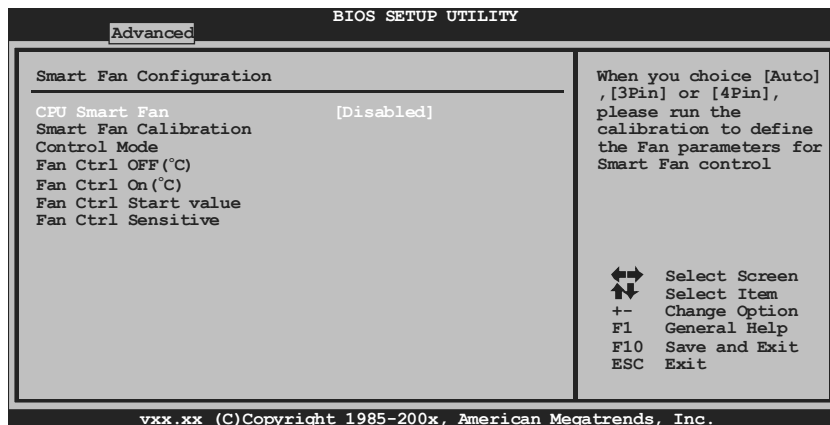 BIOS SETUP UTILITY
Advanced
Smart Fan Configuration
CPU Smart Fan [Disabled]
Smart Fan Calibration
Control Mode
Fan Ctrl OFF(°C)
Fan Ctrl On(°C)
Fan Ctrl Start value
Fan Ctrl Sensitive
When you choice [Auto]
,[3Pin] or [4Pin],
please run the
calibration to define
the Fan parameters for
Smart Fan control
Select Screen
Select Item
+- Change Option
F1 General Help
F10 Save and Exit
ESC Exit
vxx.xx (C)Copyright 1985-200x, American Megatrends, Inc.